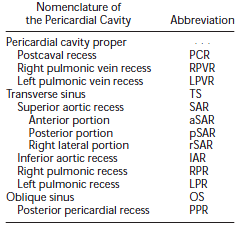 Nomenclature of
the Pericardial Cavity Abbreviation
Pericardial cavity proper . . .
Postcaval recess PCR
Right pulmonic vein recess RPVR
Left pulmonic vein recess LPVR
Transverse sinus TS
Superior aortic recess SAR
Anterior portion aSAR
Posterior portion pSAR
Right lateral portion rSAR
Inferior aortic recess IAR
Right pulmonic recess RPR
Left pulmonic recess LPR
Oblique sinus OS
Posterior pericardial recess PPR